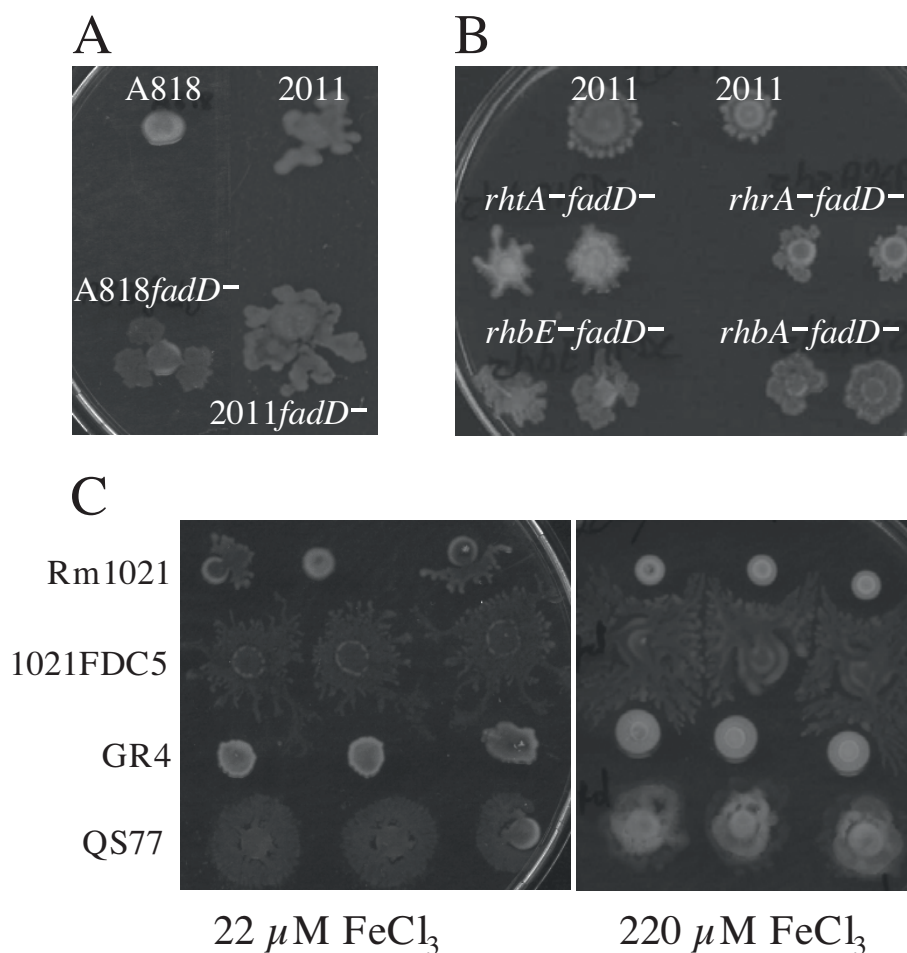 A
B
A818 2011
2011 2011
rhtA−fadD− rhrA−fadD−
A818fadD−
rhbE−fadD− rhbA−fadD−
2011fadD−
C
Rm1021
1021FDC5
GR4
QS77
22 µM FeCl₃ 220 µM FeCl₃